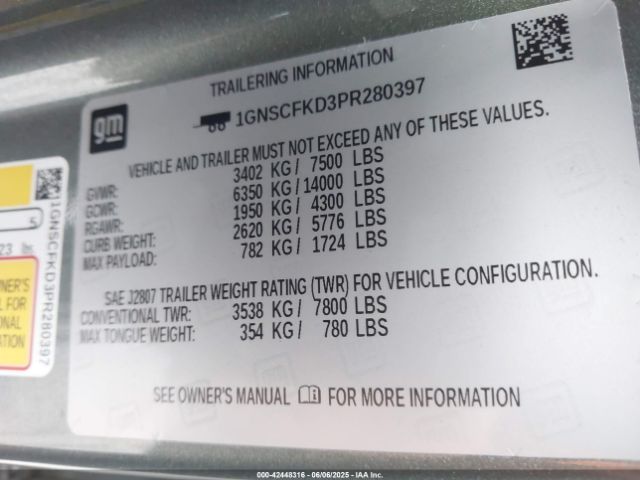 TRAILERING INFORMATION
gm
1GNSCFKD3PR280397
VEHICLE AND TRAILER MUST NOT EXCEED ANY OF THESE VALUES.
GVWR: 3402 KG / 7500 LBS
GCWR: 6350 KG / 14000 LBS
RGAWR: 1950 KG / 4300 LBS
CURB WEIGHT: 2620 KG / 5776 LBS
MAX PAYLOAD: 782 KG / 1724 LBS
SAE J2807 TRAILER WEIGHT RATING (TWR) FOR VEHICLE CONFIGURATION.
CONVENTIONAL TWR: 3538 KG / 7800 LBS
MAX TONGUE WEIGHT: 354 KG / 780 LBS
SEE OWNER'S MANUAL FOR MORE INFORMATION
5
23 lbs
1GNSCFKD3PR280397
000-42448316 - 06/06/2025 - IAA Inc.